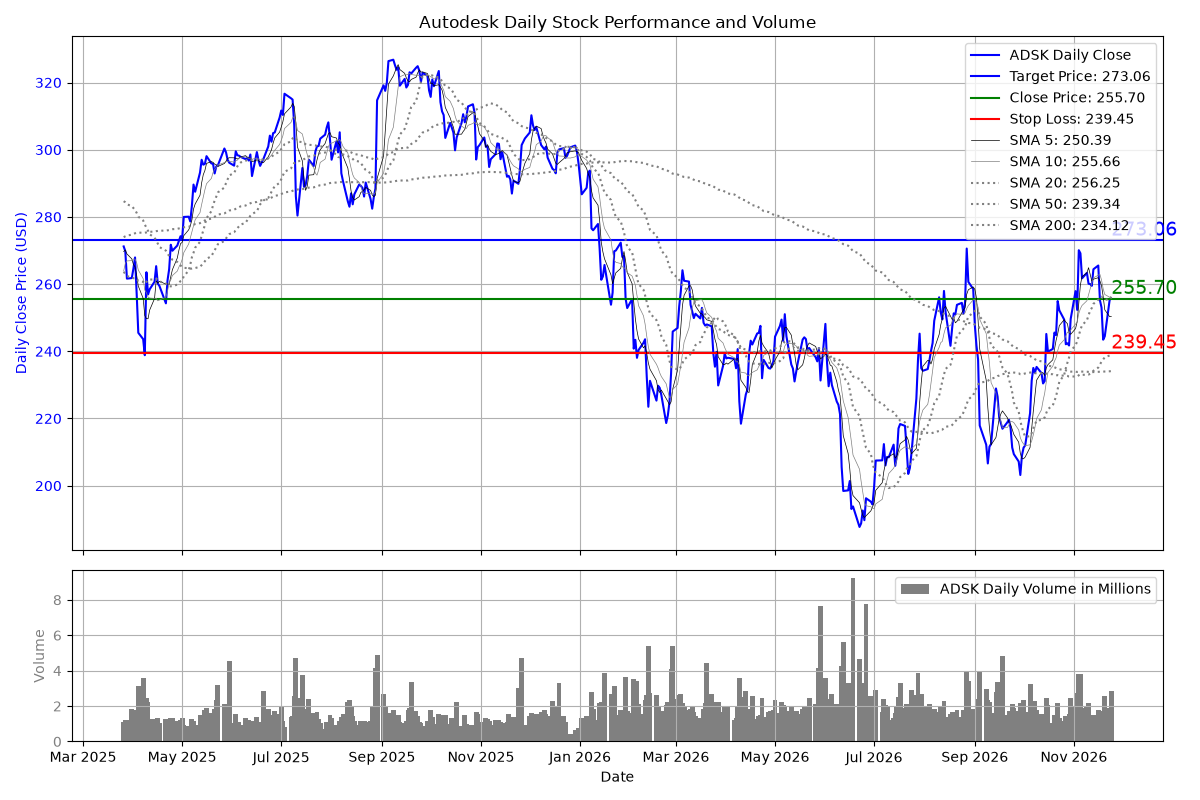 Autodesk Daily Stock Performance and Volume
Daily Close Price (USD)
320
300
280
260
240
220
200
ADSK Daily Close
Target Price: 273.06
Close Price: 255.70
Stop Loss: 239.45
SMA 5: 250.39
SMA 10: 255.66
SMA 20: 256.25
SMA 50: 239.34
SMA 200: 234.12
273.06
255.70
239.45
Volume
8
6
4
2
0
ADSK Daily Volume in Millions
Mar 2025
May 2025
Jul 2025
Sep 2025
Nov 2025
Jan 2026
Mar 2026
May 2026
Jul 2026
Sep 2026
Nov 2026
Date